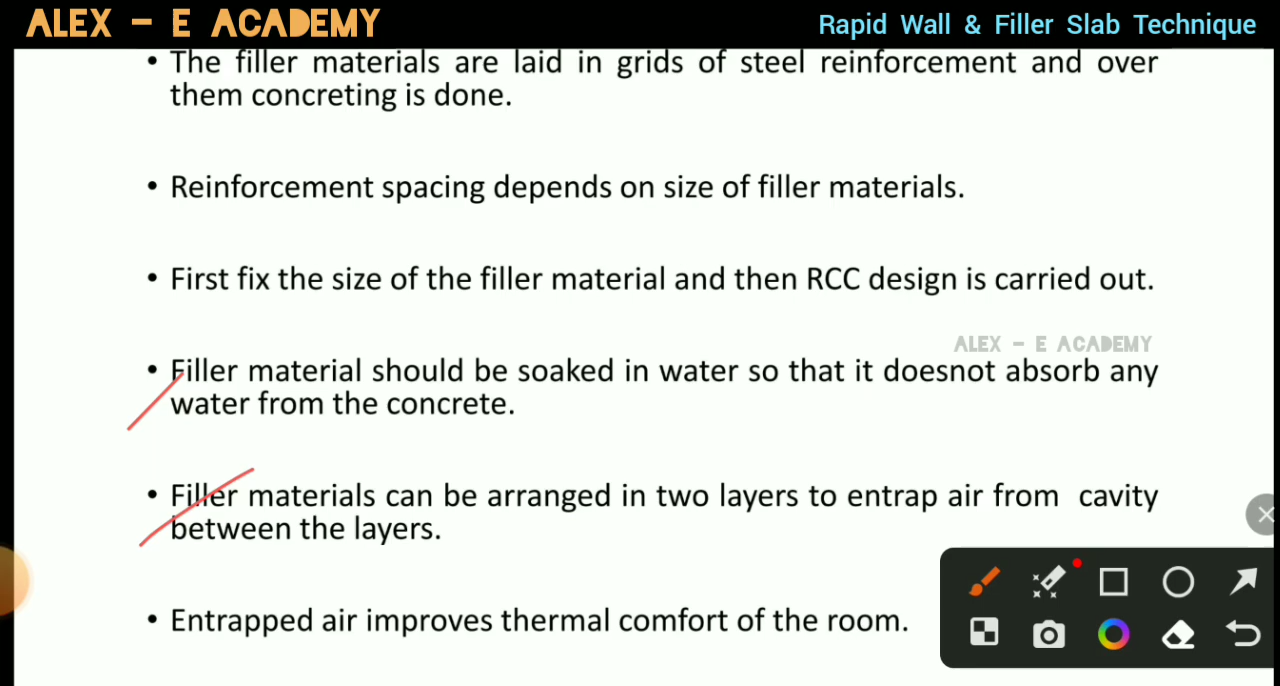 ALEX - E ACADEMY
Rapid Wall & Filler Slab Technique
• The filler materials are laid in grids of steel reinforcement and over
them concreting is done.
• Reinforcement spacing depends on size of filler materials.
• First fix the size of the filler material and then RCC design is carried out.
ALEX - E ACADEMY
• Filler material should be soaked in water so that it doesnot absorb any
water from the concrete.
• Filler materials can be arranged in two layers to entrap air from cavity
between the layers.
• Entrapped air improves thermal comfort of the room.